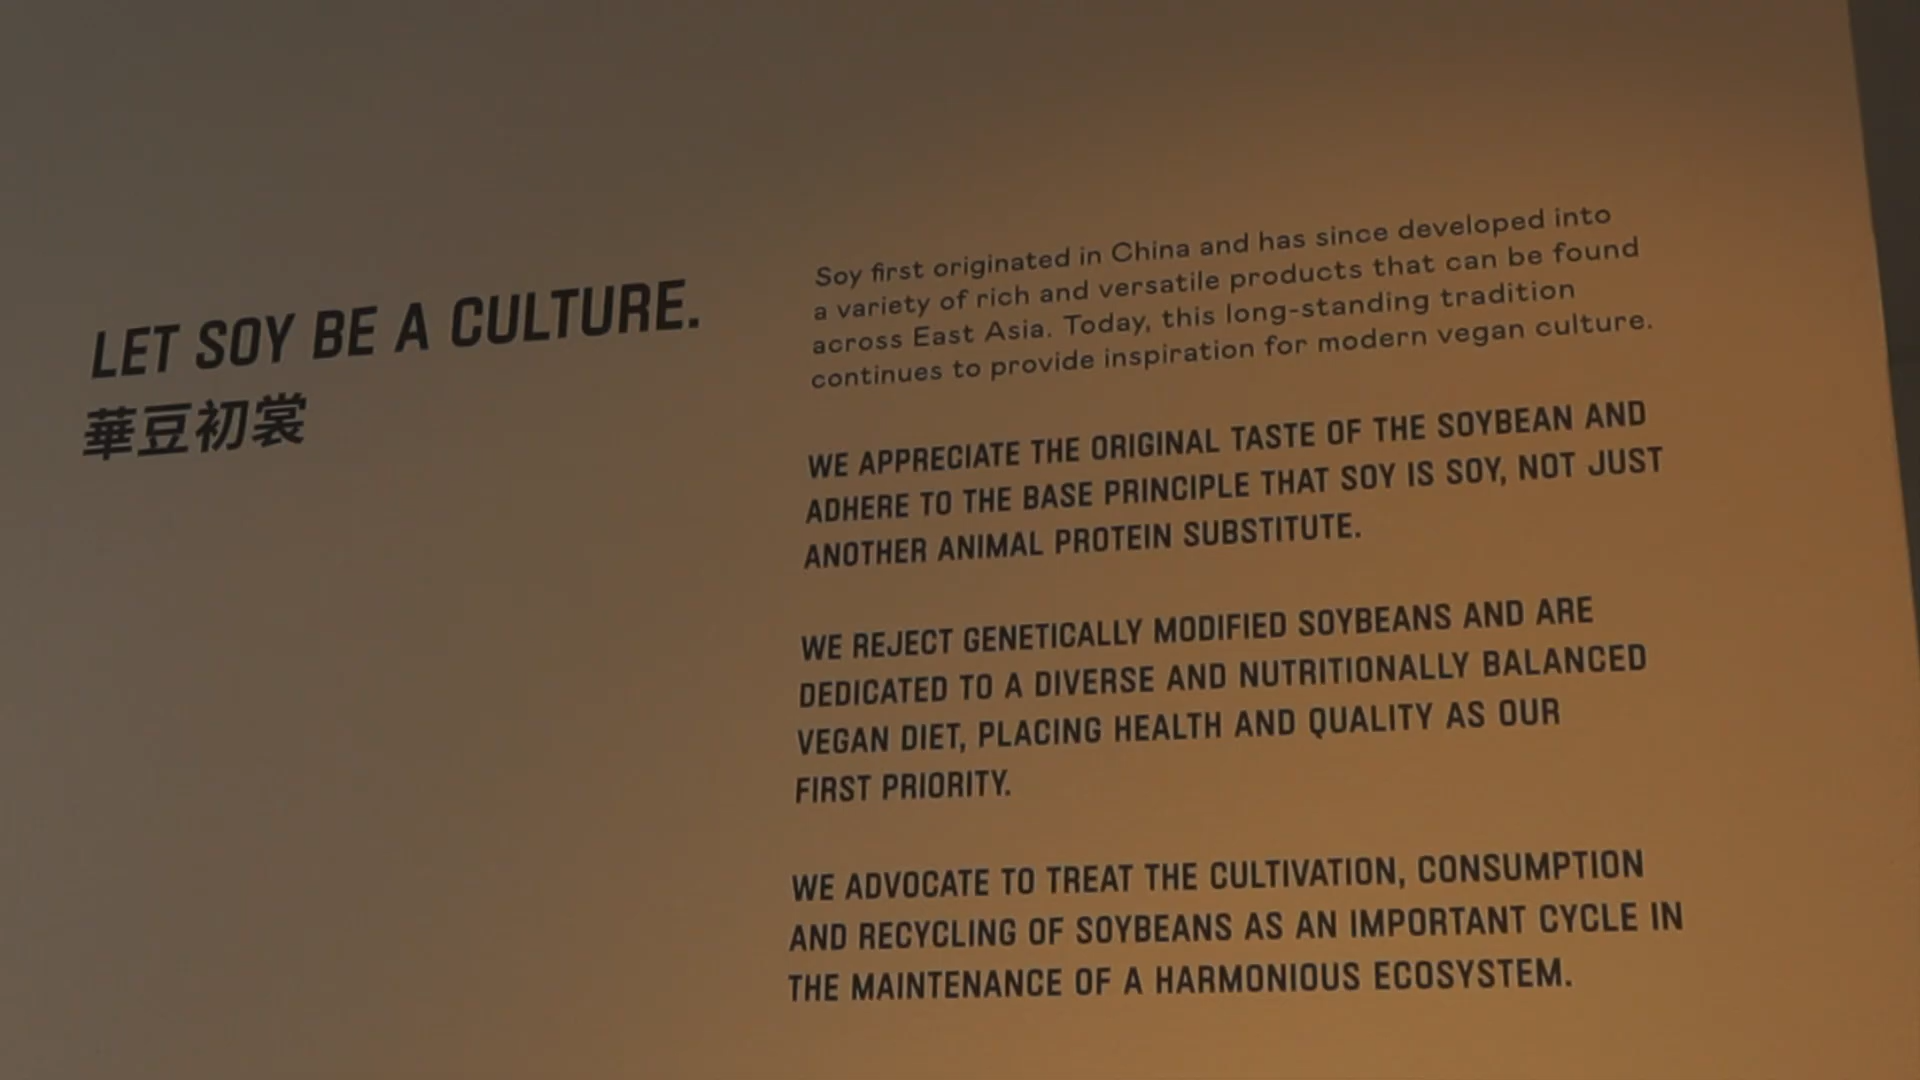 LET SOY BE A CULTURE.
華豆初裳
Soy first originated in China and has since developed into
a variety of rich and versatile products that can be found
across East Asia. Today, this long-standing tradition
continues to provide inspiration for modern vegan culture.
WE APPRECIATE THE ORIGINAL TASTE OF THE SOYBEAN AND
ADHERE TO THE BASE PRINCIPLE THAT SOY IS SOY, NOT JUST
ANOTHER ANIMAL PROTEIN SUBSTITUTE.
WE REJECT GENETICALLY MODIFIED SOYBEANS AND ARE
DEDICATED TO A DIVERSE AND NUTRITIONALLY BALANCED
VEGAN DIET, PLACING HEALTH AND QUALITY AS OUR
FIRST PRIORITY.
WE ADVOCATE TO TREAT THE CULTIVATION, CONSUMPTION
AND RECYCLING OF SOYBEANS AS AN IMPORTANT CYCLE IN
THE MAINTENANCE OF A HARMONIOUS ECOSYSTEM.